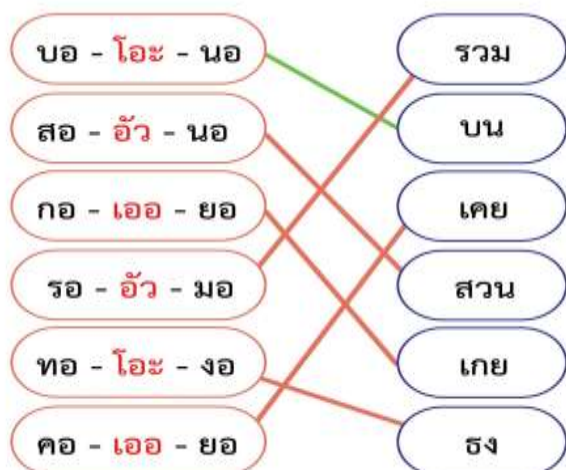 บอ - โอะ - นอ รวม
สอ - อัว - นอ บน
กอ - เออ - ยอ เคย
รอ - อัว - มอ สวน
ทอ - โอะ - งอ เกย
คอ - เออ - ยอ ธง